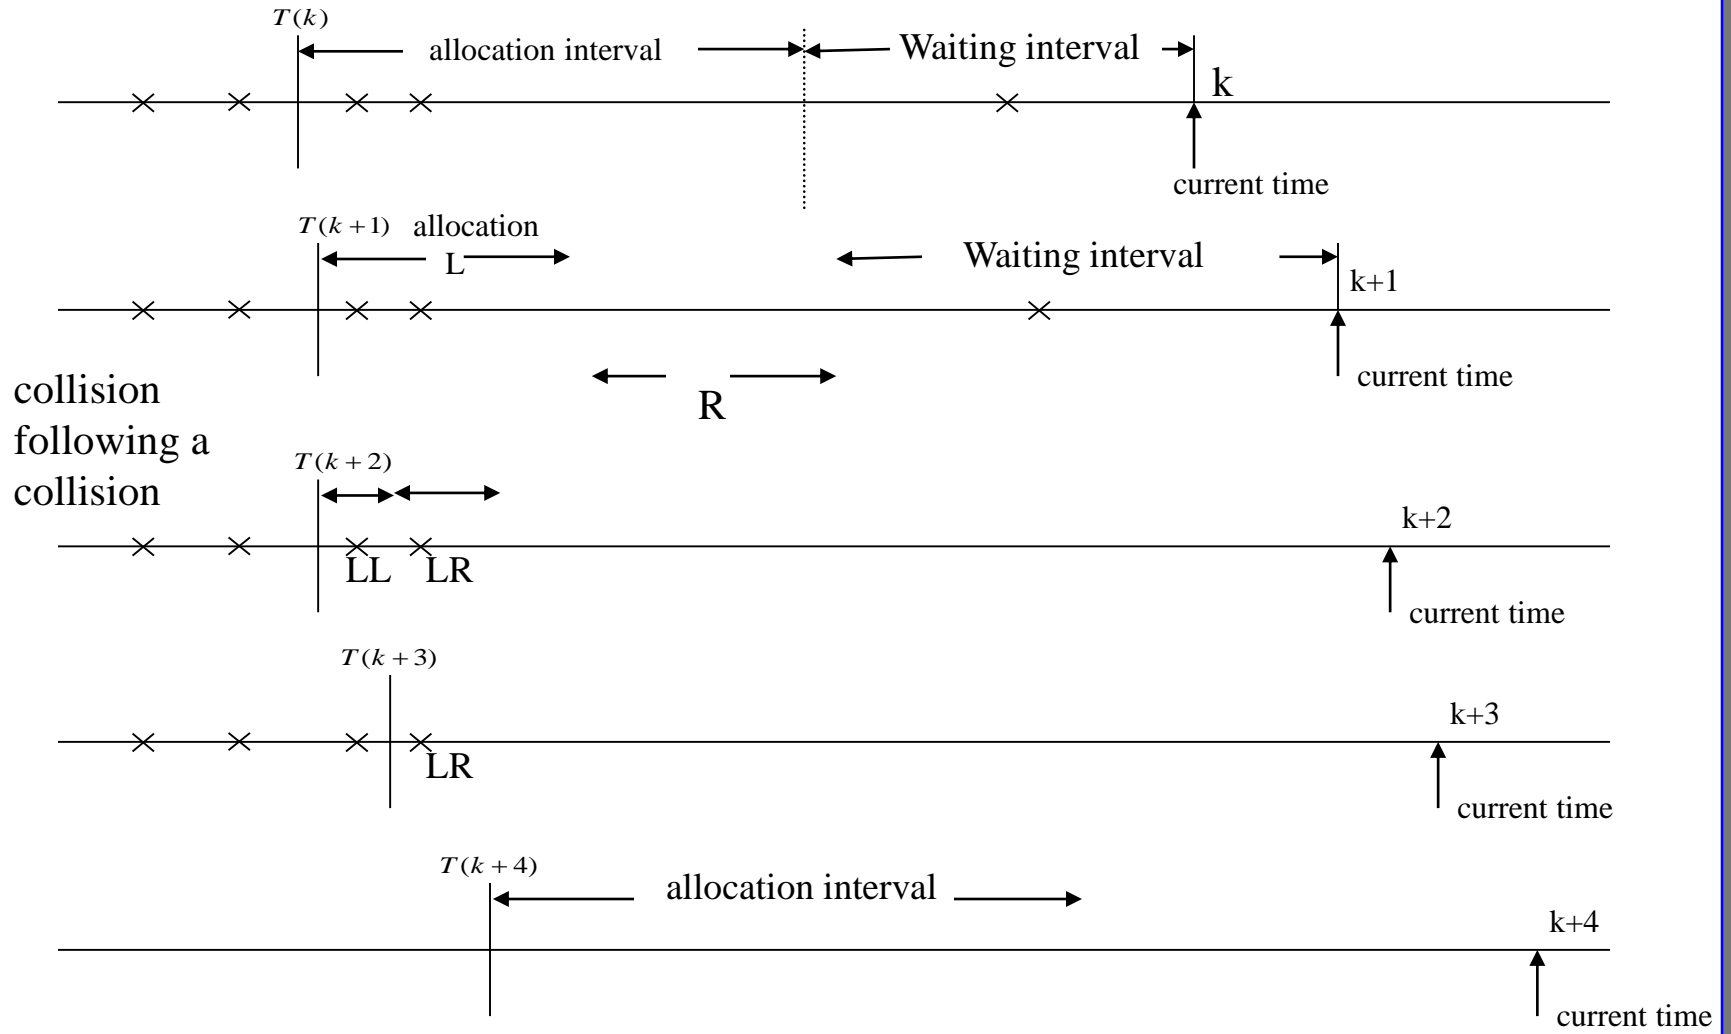 T(k)
allocation interval
Waiting interval
k
current time
T(k+1)
allocation
L
Waiting interval
k+1
current time
R
collision
following a
collision
T(k+2)
k+2
LL
LR
current time
T(k+3)
k+3
LR
current time
T(k+4)
allocation interval
k+4
current time